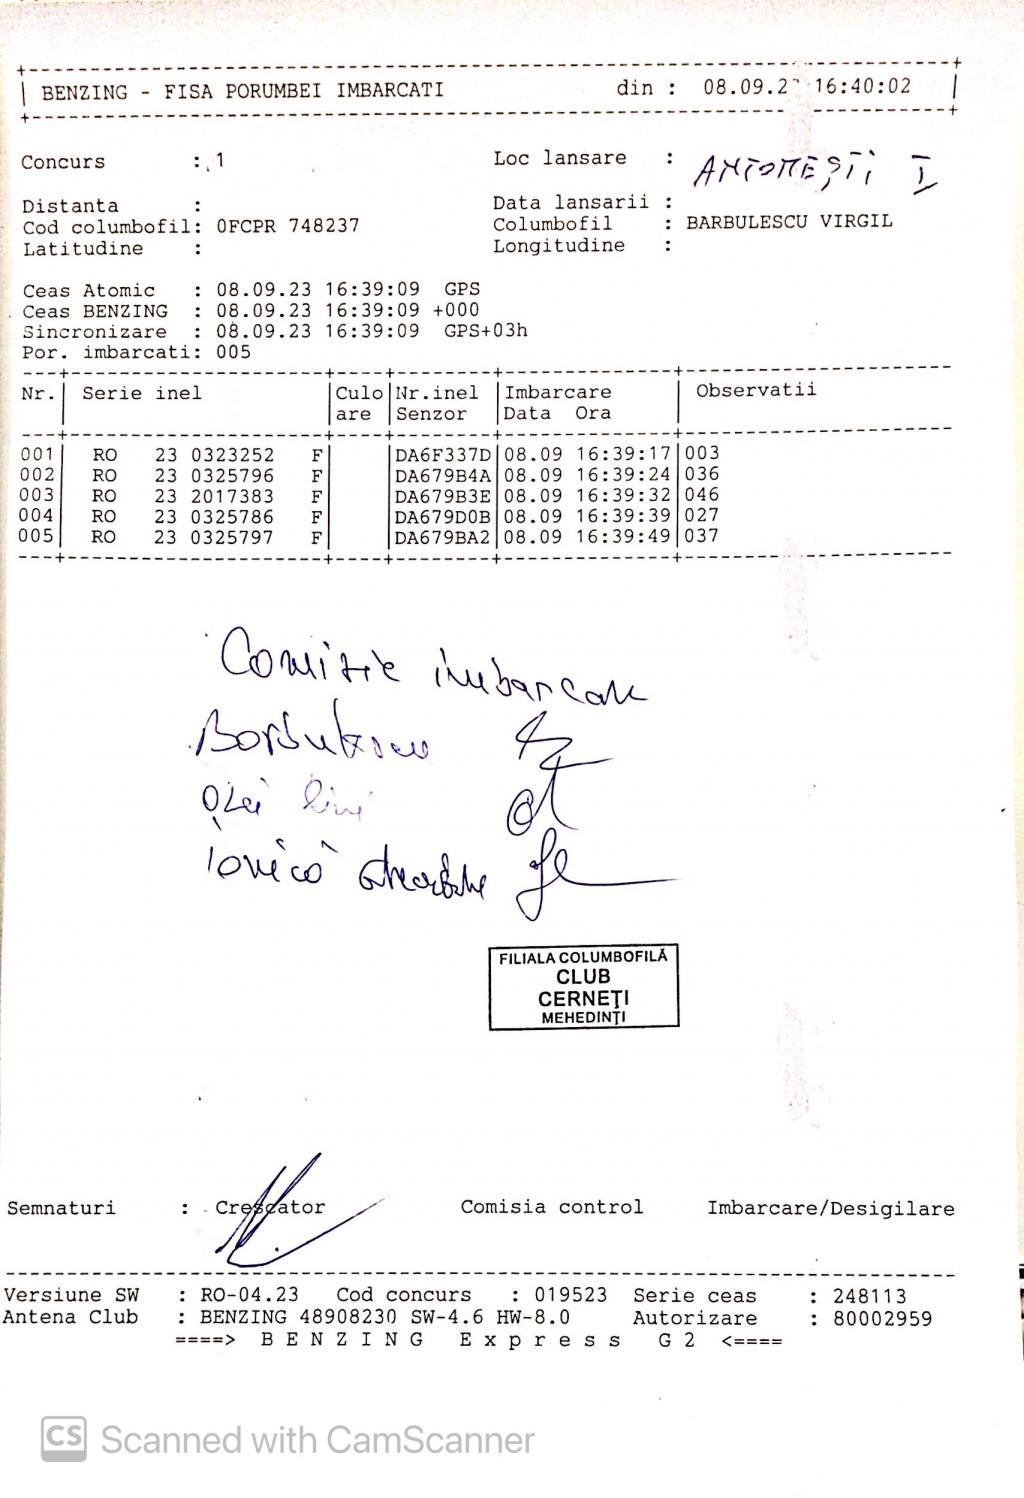 BENZING - FISA PORUMBEI IMBARCATI din : 08.09.2 16:40:02
Concurs : 1 Loc lansare : ANTONEȘTI I
Distanta : Data lansarii :
Cod columbofil: 0FCPR 748237 Columbofil : BARBULESCU VIRGIL
Latitudine : Longitudine :
Ceas Atomic : 08.09.23 16:39:09 GPS
Ceas BENZING : 08.09.23 16:39:09 +000
Sincronizare : 08.09.23 16:39:09 GPS+03h
Por. imbarcati: 005
Nr. Serie inel Culo Nr.inel Imbarcare Observatii
are Senzor Data Ora
001 RO 23 0323252 F DA6F337D 08.09 16:39:17 003
002 RO 23 0325796 F DA679B4A 08.09 16:39:24 036
003 RO 23 2017383 F DA679B3E 08.09 16:39:32 046
004 RO 23 0325786 F DA679D0B 08.09 16:39:39 027
005 RO 23 0325797 F DA679BA2 08.09 16:39:49 037
Comisie imbarcare
Barbulescu
Ionică Gheorghe
FILIALA COLUMBOFILĂ
CLUB
CERNEȚI
MEHEDINȚI
Semnaturi : Crescator Comisia control Imbarcare/Desigilare
Versiune SW : RO-04.23 Cod concurs : 019523 Serie ceas : 248113
Antena Club : BENZING 48908230 SW-4.6 HW-8.0 Autorizare : 80002959
====> B E N Z I N G E x p r e s s G 2 <====
CS Scanned with CamScanner